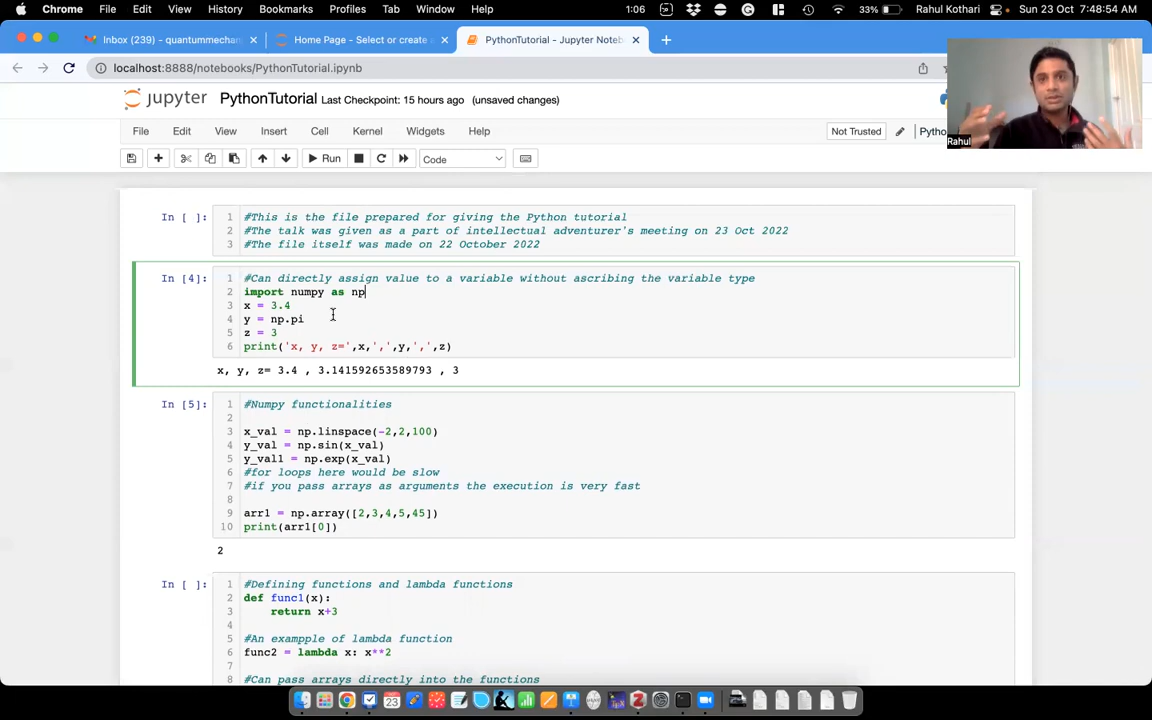 Chrome File Edit View History Bookmarks Profiles Tab Window Help 1:06 33% Rahul Kothari Sun 23 Oct 7:48:54 AM
Inbox (239) - quantummechan
Home Page - Select or create
PythonTutorial - Jupyter Noteb
localhost:8888/notebooks/PythonTutorial.ipynb
jupyter PythonTutorial Last Checkpoint: 15 hours ago (unsaved changes)
File Edit View Insert Cell Kernel Widgets Help Not Trusted Pytho
Rahul
Run Code
In [ ]: 1 #This is the file prepared for giving the Python tutorial
2 #The talk was given as a part of intellectual adventurer's meeting on 23 Oct 2022
3 #The file itself was made on 22 October 2022
In [4]: 1 #Can directly assign value to a variable without ascribing the variable type
2 import numpy as np
3 x = 3.4
4 y = np.pi
5 z = 3
6 print('x, y, z=',x,',',y,',',z)
x, y, z= 3.4 , 3.141592653589793 , 3
In [5]: 1 #Numpy functionalities
2
3 x_val = np.linspace(-2,2,100)
4 y_val = np.sin(x_val)
5 y_val1 = np.exp(x_val)
6 #for loops here would be slow
7 #if you pass arrays as arguments the execution is very fast
8
9 arr1 = np.array([2,3,4,5,45])
10 print(arr1[0])
2
In [ ]: 1 #Defining functions and lambda functions
2 def func1(x):
3 return x+3
4
5 #An exampple of lambda function
6 func2 = lambda x: x**2
7
8 #Can pass arrays directly into the functions
23